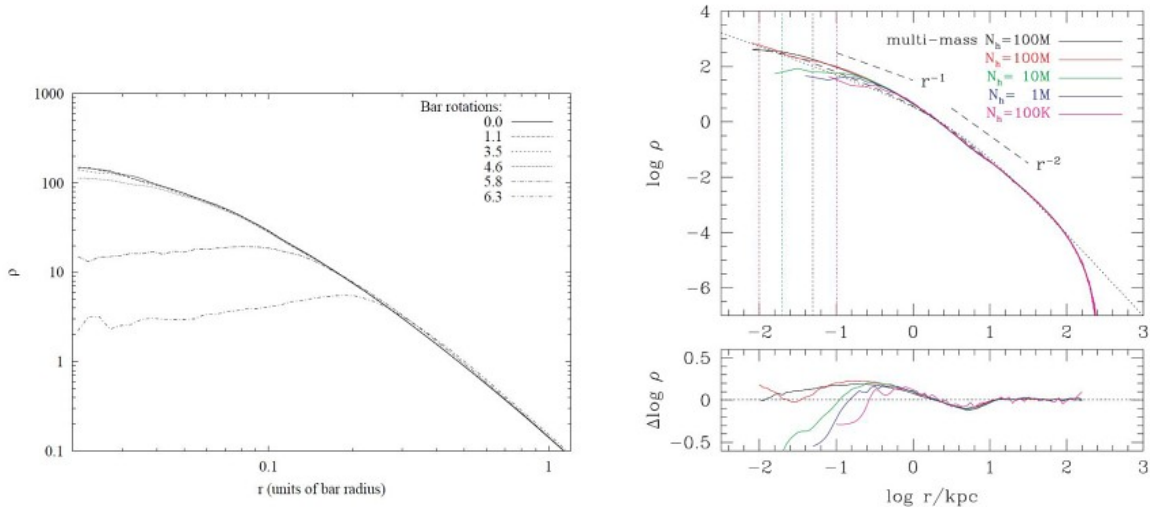 1000
100
10
1
0.1
ρ
Bar rotations:
0.0
1.1
3.5
4.6
5.8
6.3
0.1
1
r (units of bar radius)
4
2
0
−2
−4
−6
log ρ
multi-mass N_h=100M
N_h=100M
N_h= 10M
N_h= 1M
N_h=100K
r⁻¹
r⁻²
−2
−1
0
1
2
3
0.5
0
−0.5
Δlog ρ
−2
−1
0
1
2
3
log r/kpc